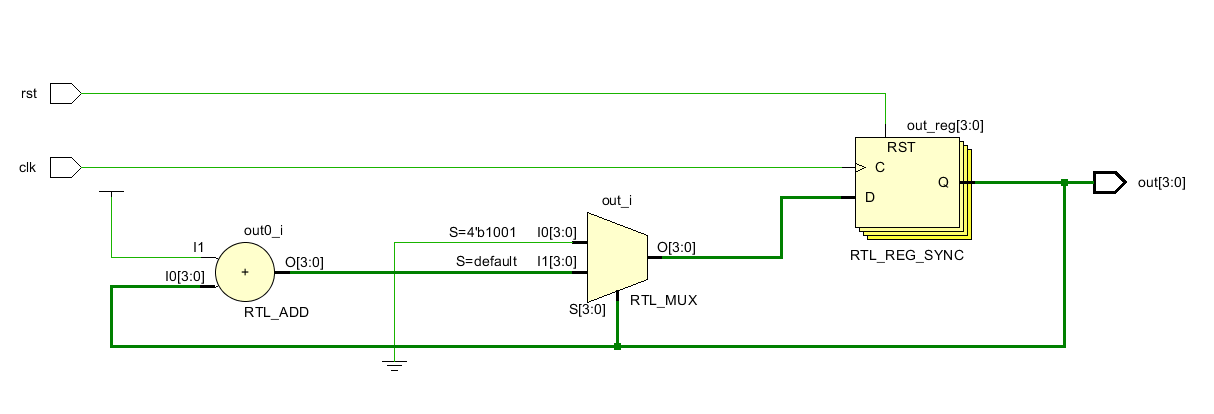 rst
out_reg[3:0]
RST
clk
C
Q
out[3:0]
D
out_i
out0_i
S=4'b1001
I0[3:0]
I1
O[3:0]
O[3:0]
S=default
I1[3:0]
RTL_REG_SYNC
+
I0[3:0]
RTL_MUX
S[3:0]
RTL_ADD